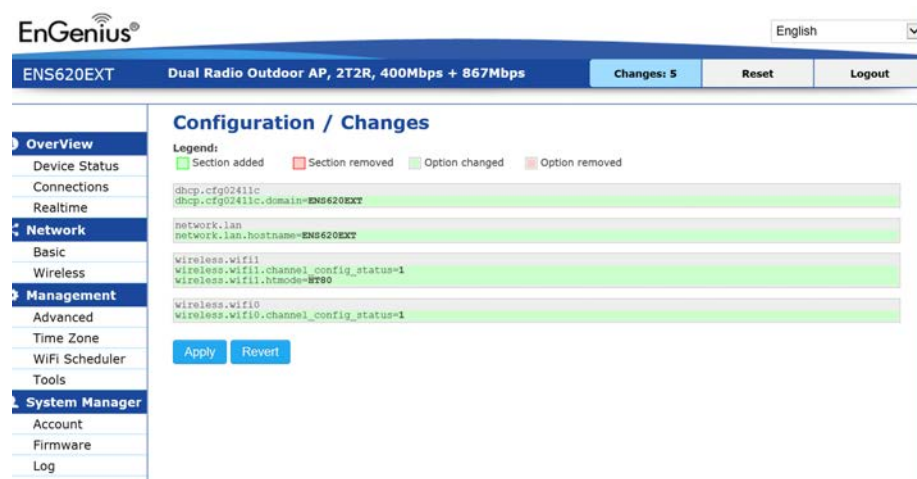 EnGenius®
English
ENS620EXT
Dual Radio Outdoor AP, 2T2R, 400Mbps + 867Mbps
Changes: 5
Reset
Logout
OverView
Device Status
Connections
Realtime
Network
Basic
Wireless
Management
Advanced
Time Zone
WiFi Scheduler
Tools
System Manager
Account
Firmware
Log
Configuration / Changes
Legend:
Section added
Section removed
Option changed
Option removed
dhcp.cfg02411c
dhcp.cfg02411c.domain=ENS620EXT
network.lan
network.lan.hostname=ENS620EXT
wireless.wifi1
wireless.wifi1.channel_config_status=1
wireless.wifi1.htmode=HT80
wireless.wifi0
wireless.wifi0.channel_config_status=1
Apply
Revert